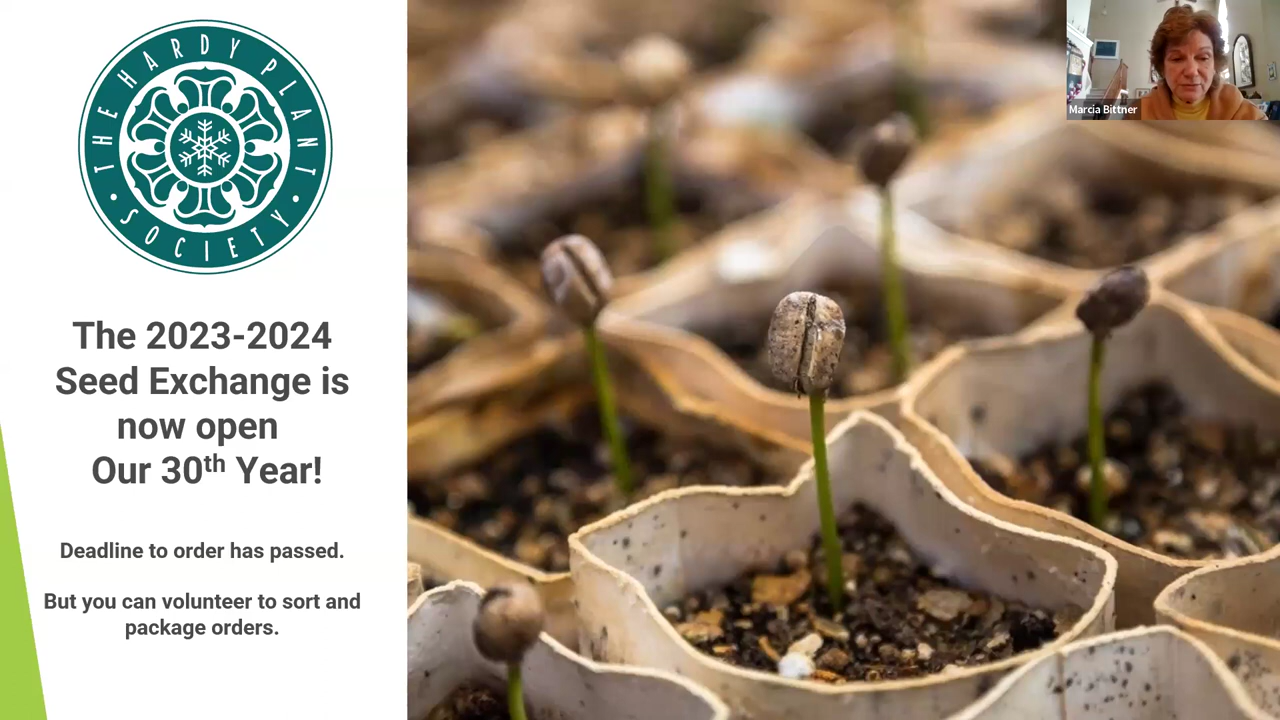 THE HARDY PLANT
• SOCIETY •
The 2023-2024
Seed Exchange is
now open
Our 30th Year!
Deadline to order has passed.
But you can volunteer to sort and
package orders.
Marcia Bittner